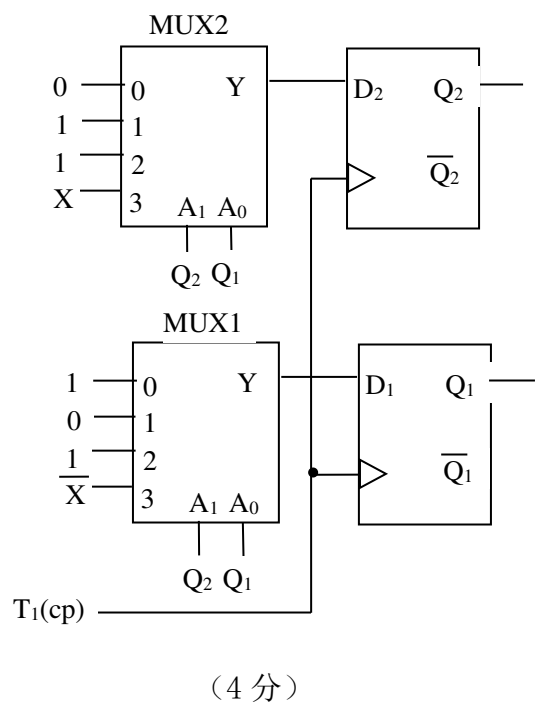 MUX2
0 0 Y D₂ Q₂
1 1
1 2 Q̅₂
X 3 A₁ A₀
Q₂ Q₁
MUX1
1 0 Y D₁ Q₁
0 1
1 2 Q̅₁
X̅ 3 A₁ A₀
Q₂ Q₁
T₁(cp)
（4 分）